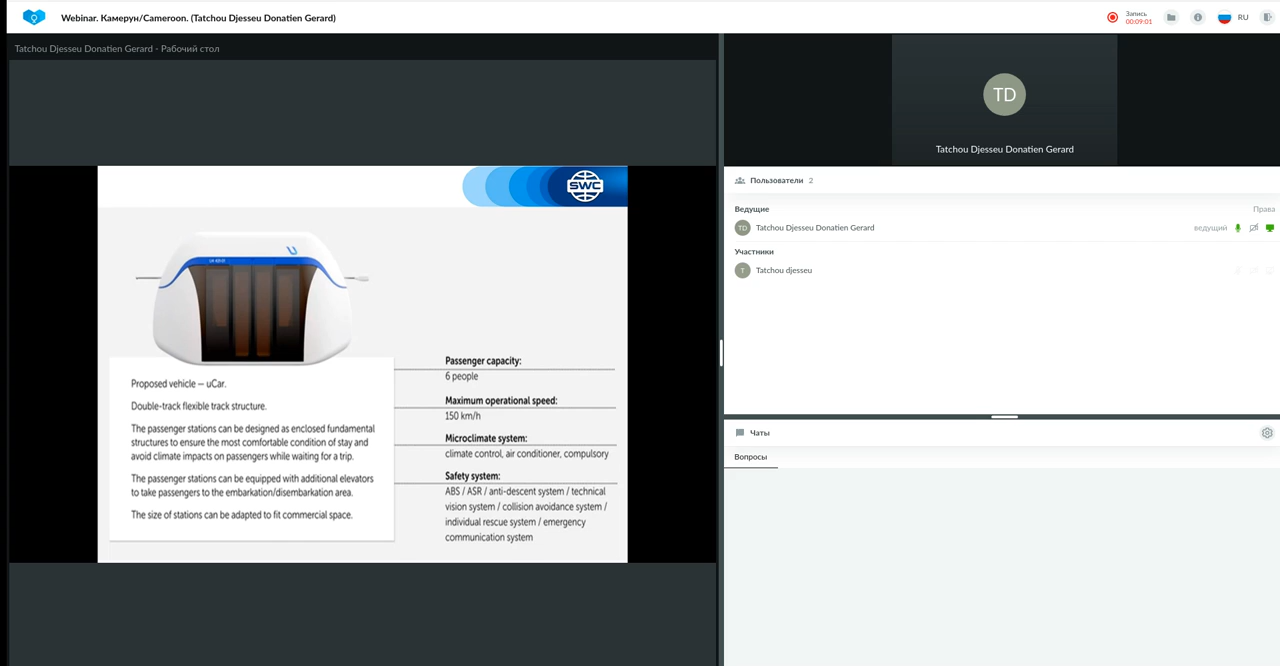 Webinar. Камерун/Cameroon. (Tatchou Djesseu Donatien Gerard)
Запись
00:09:01
RU
Tatchou Djesseu Donatien Gerard - Рабочий стол
SWC
Proposed vehicle – uCar.
Double-track flexible track structure.
The passenger stations can be designed as enclosed fundamental
structures to ensure the most comfortable condition of stay and
avoid climate impacts on passengers while waiting for a trip.
The passenger stations can be equipped with additional elevators
to take passengers to the embarkation/disembarkation area.
The size of stations can be adapted to fit commercial space.
Passenger capacity:
6 people
Maximum operational speed:
150 km/h
Microclimate system:
climate control, air conditioner, compulsory
Safety system:
ABS / ASR / anti-descent system / technical
vision system / collision avoidance system /
individual rescue system / emergency
communication system
TD
Tatchou Djesseu Donatien Gerard
Пользователи 2
Ведущие Права
TD Tatchou Djesseu Donatien Gerard ведущий
Участники
T Tatchou djesseu
Чаты
Вопросы